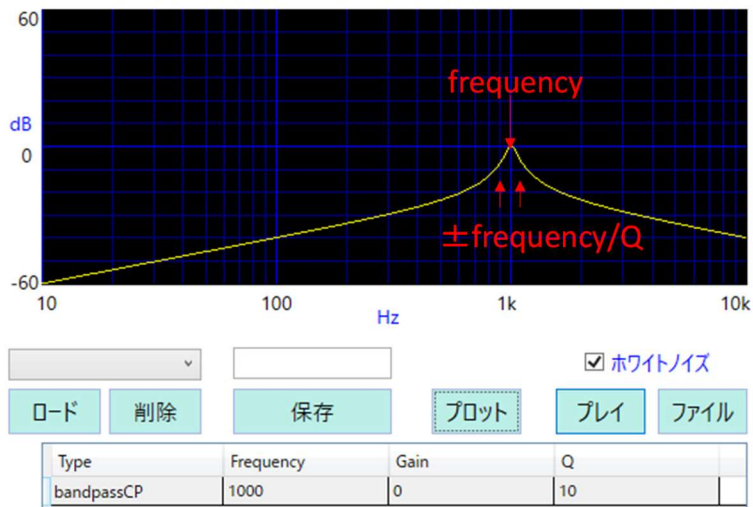 60
frequency
dB
0
±frequency/Q
-60
10 100 1k 10k
Hz
ホワイトノイズ
ロード 削除 保存 プロット プレイ ファイル
Type Frequency Gain Q
bandpassCP 1000 0 10